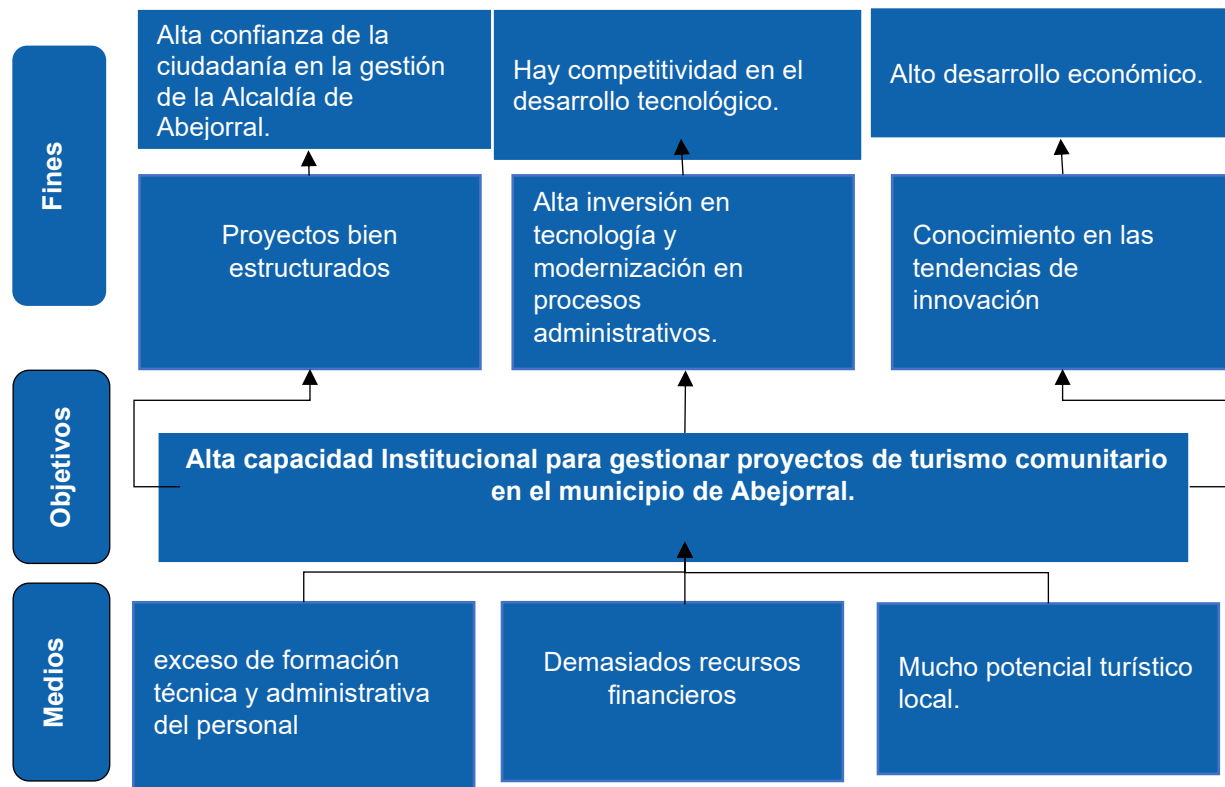 Fines
Alta confianza de la
ciudadanía en la gestión
de la Alcaldía de
Abejorral.
Hay competitividad en el
desarrollo tecnológico.
Alto desarrollo económico.
Proyectos bien
estructurados
Alta inversión en
tecnología y
modernización en
procesos
administrativos.
Conocimiento en las
tendencias de
innovación
Objetivos
Alta capacidad Institucional para gestionar proyectos de turismo comunitario
en el municipio de Abejorral.
Medios
exceso de formación
técnica y administrativa
del personal
Demasiados recursos
financieros
Mucho potencial turístico
local.